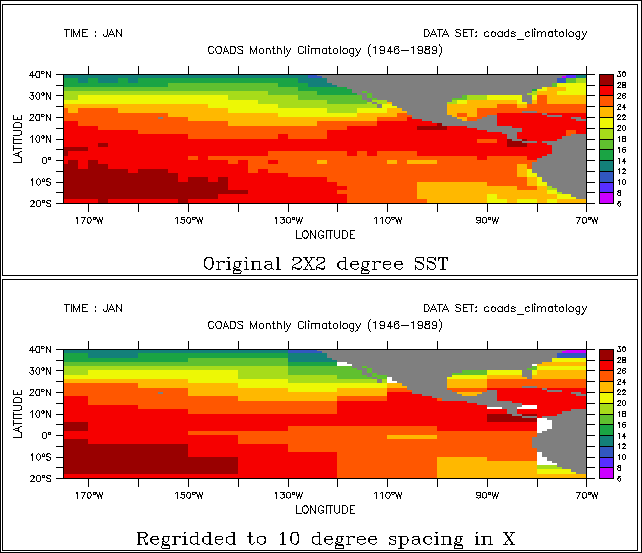 TIME : JAN DATA SET: coads_climatology
COADS Monthly Climatology (1946-1989)
LATITUDE
40°N
30°N
20°N
10°N
0°
10°S
20°S
170°W 150°W 130°W 110°W 90°W 70°W
LONGITUDE
30
28
26
24
22
20
18
16
14
12
10
8
6
Original 2X2 degree SST
TIME : JAN DATA SET: coads_climatology
COADS Monthly Climatology (1946-1989)
LATITUDE
40°N
30°N
20°N
10°N
0°
10°S
20°S
170°W 150°W 130°W 110°W 90°W 70°W
LONGITUDE
30
28
26
24
22
20
18
16
14
12
10
8
6
Regridded to 10 degree spacing in X